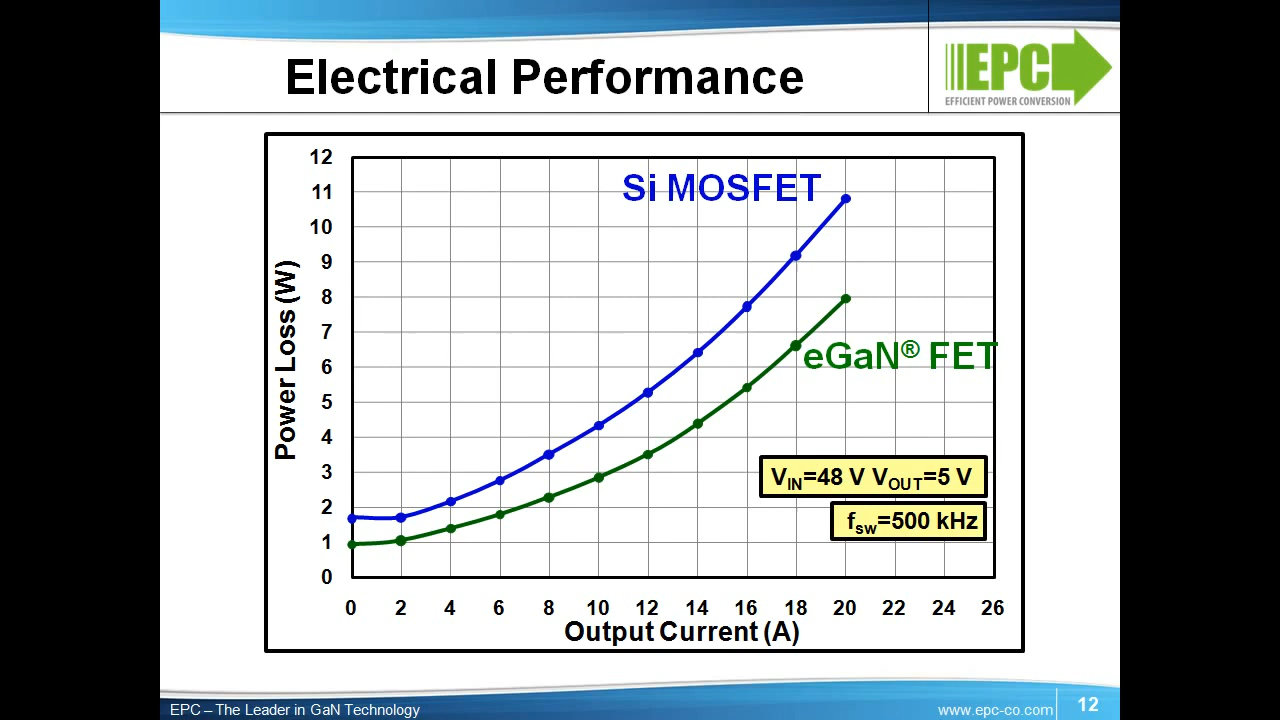 Electrical Performance
EPC
EFFICIENT POWER CONVERSION
12
11
10
9
8
7
6
5
4
3
2
1
0
Power Loss (W)
Si MOSFET
eGaN® FET
VIN=48 V VOUT=5 V
fsw=500 kHz
0 2 4 6 8 10 12 14 16 18 20 22 24 26
Output Current (A)
EPC – The Leader in GaN Technology
www.epc-co.com
12